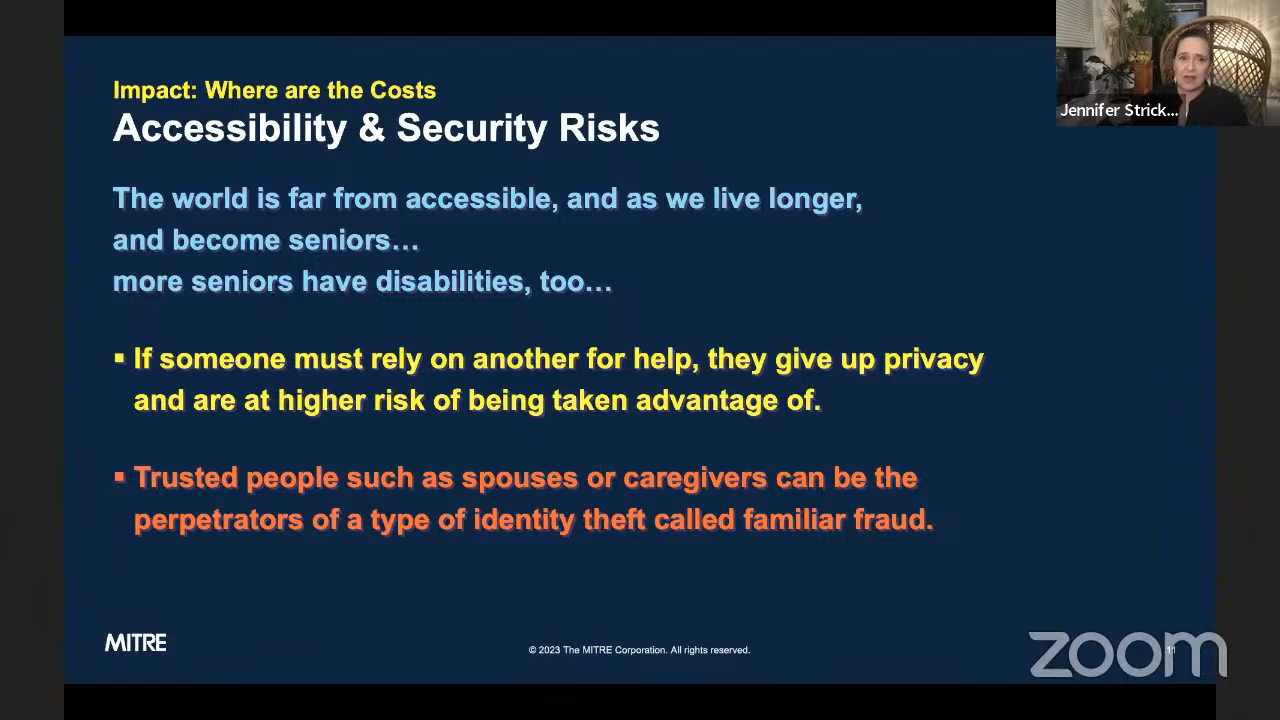 Impact: Where are the Costs
Accessibility & Security Risks
Jennifer Strick...
The world is far from accessible, and as we live longer,
and become seniors…
more seniors have disabilities, too…
▪ If someone must rely on another for help, they give up privacy
and are at higher risk of being taken advantage of.
▪ Trusted people such as spouses or caregivers can be the
perpetrators of a type of identity theft called familiar fraud.
MITRE
© 2023 The MITRE Corporation. All rights reserved.
11
zoom